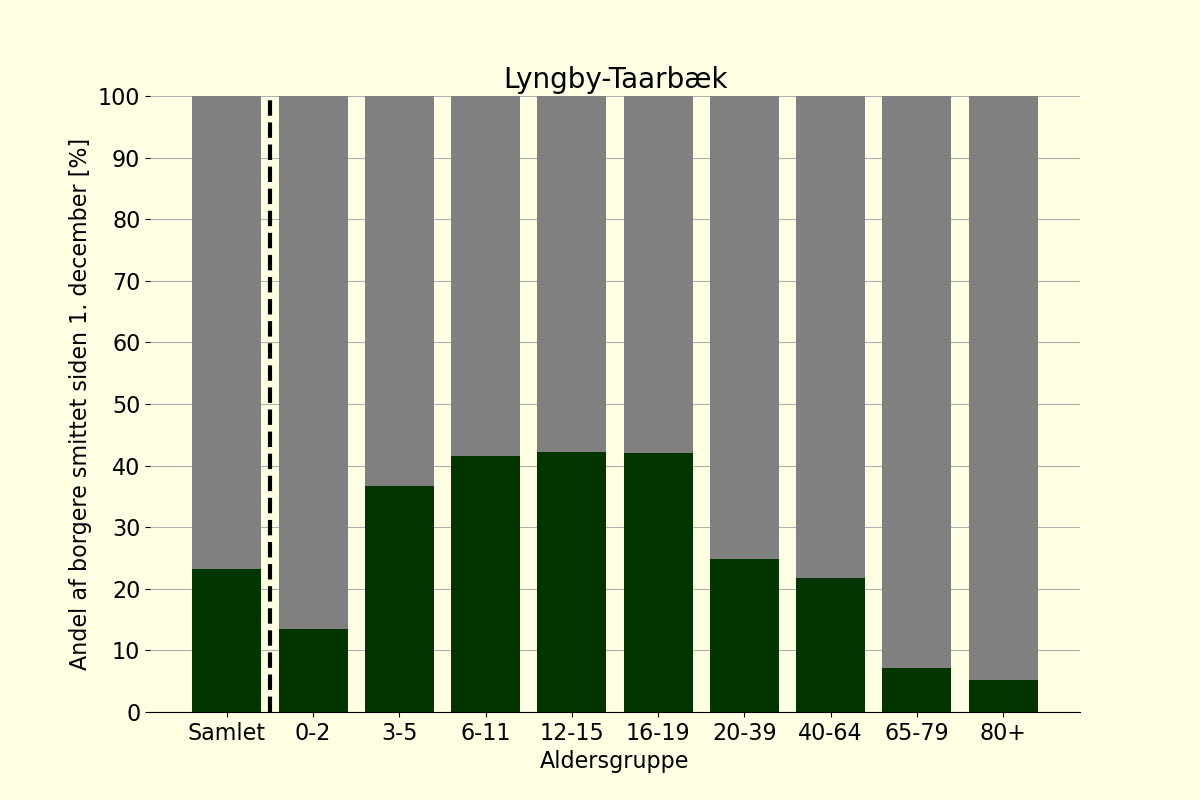 Lyngby-Taarbæk
Andel af borgere smittet siden 1. december [%]
100
90
80
70
60
50
40
30
20
10
0
Samlet 0-2 3-5 6-11 12-15 16-19 20-39 40-64 65-79 80+
Aldersgruppe